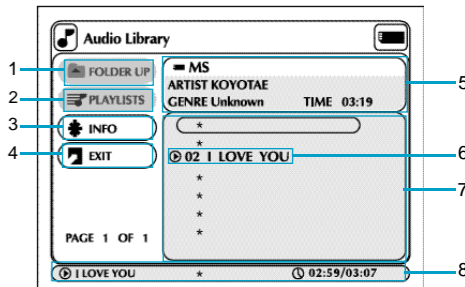 Audio Library
1 FOLDER UP
2 PLAYLISTS
3 INFO
4 EXIT
PAGE 1 OF 1
MS
ARTIST KOYOTAE
GENRE Unknown TIME 03:19
5
*
*
02 I LOVE YOU
6
*
7
*
*
*
I LOVE YOU * 02:59/03:07
8